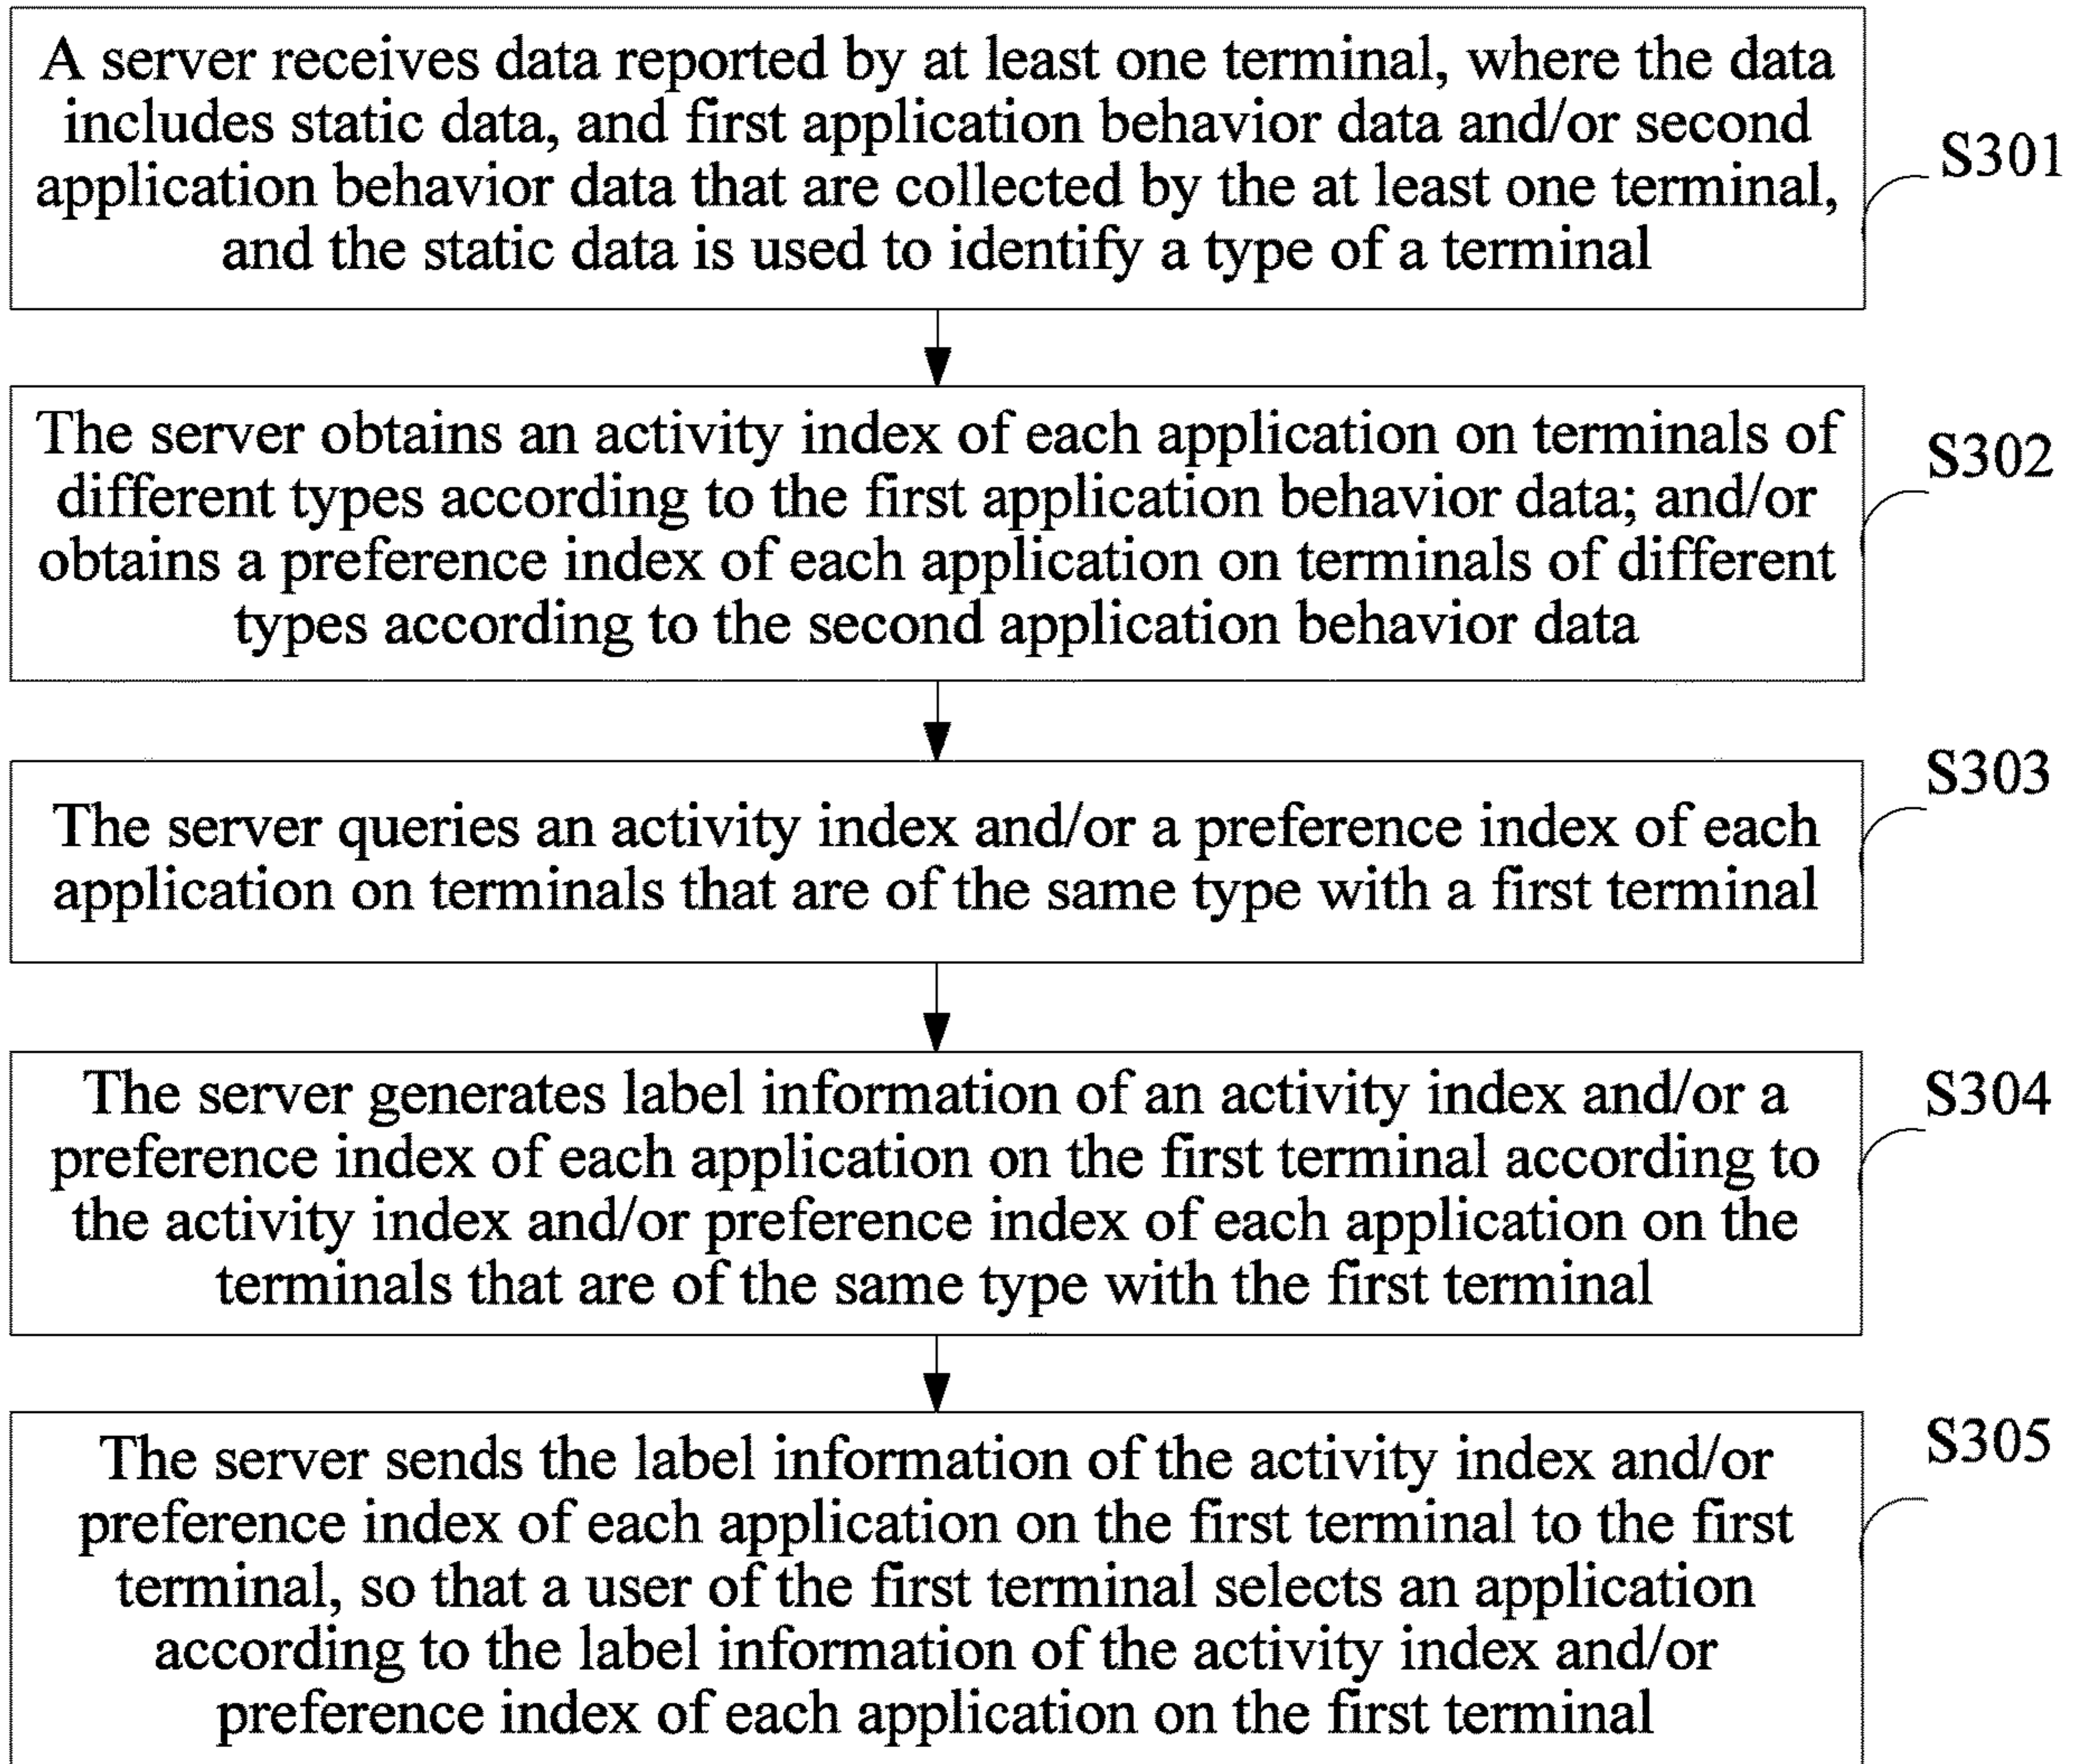 A server receives data reported by at least one terminal, where the data
includes static data, and first application behavior data and/or second
application behavior data that are collected by the at least one terminal,
and the static data is used to identify a type of a terminal
S301
The server obtains an activity index of each application on terminals of
different types according to the first application behavior data; and/or
obtains a preference index of each application on terminals of different
types according to the second application behavior data
S302
The server queries an activity index and/or a preference index of each
application on terminals that are of the same type with a first terminal
S303
The server generates label information of an activity index and/or a
preference index of each application on the first terminal according to
the activity index and/or preference index of each application on the
terminals that are of the same type with the first terminal
S304
The server sends the label information of the activity index and/or
preference index of each application on the first terminal to the first
terminal, so that a user of the first terminal selects an application
according to the label information of the activity index and/or
preference index of each application on the first terminal
S305